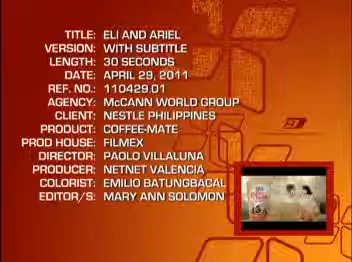 TITLE: ELI AND ARIEL
VERSION: WITH SUBTITLE
LENGTH: 30 SECONDS
DATE: APRIL 29, 2011
REF. NO.: 110429.01
AGENCY: McCANN WORLD GROUP
CLIENT: NESTLE PHILIPPINES
PRODUCT: COFFEE-MATE
PROD HOUSE: FILMEX
DIRECTOR: PAOLO VILLALUNA
PRODUCER: NETNET VALENCIA
COLORIST: EMILIO BATUNGBACAL
EDITOR/S: MARY ANN SOLOMON